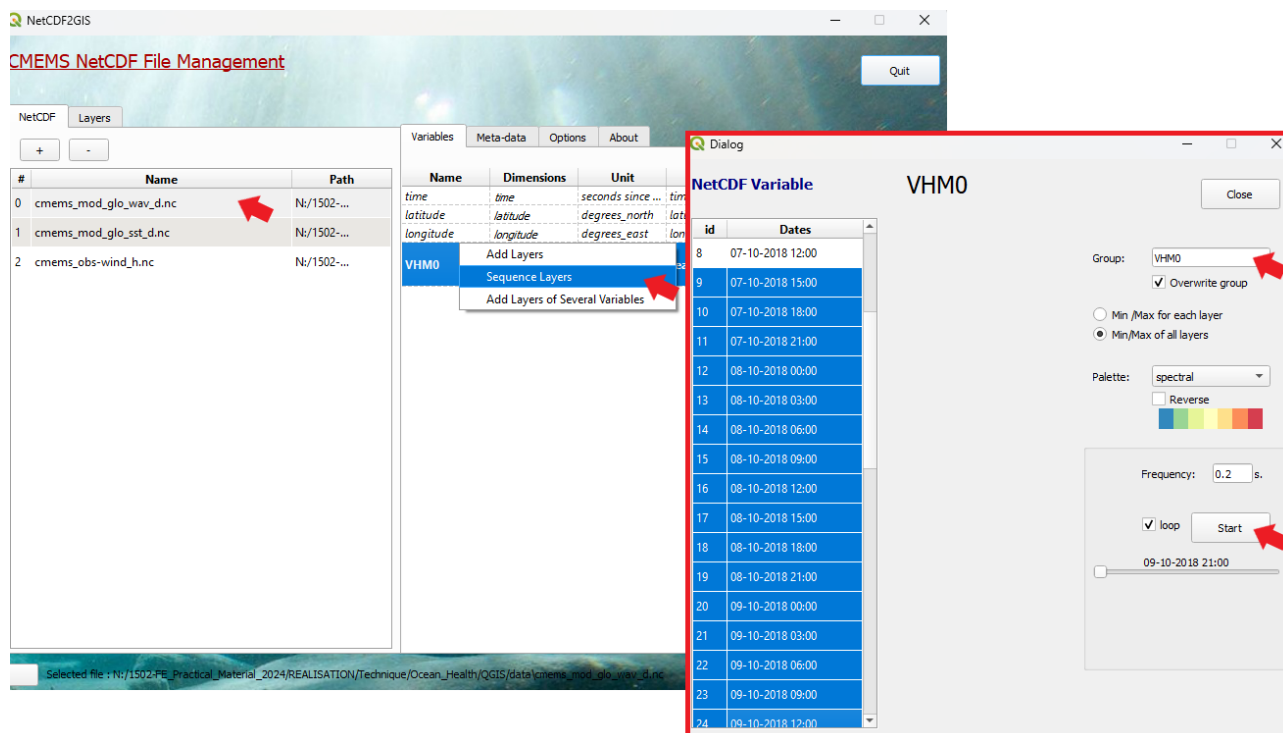 NetCDF2GIS
CMEMS NetCDF File Management
Quit
NetCDF Layers
+ -
# Name Path
0 cmems_mod_glo_wav_d.nc N:/1502-...
1 cmems_mod_glo_sst_d.nc N:/1502-...
2 cmems_obs-wind_h.nc N:/1502-...
Variables Meta-data Options About
Name Dimensions Unit
time time seconds since ... tim
latitude latitude degrees_north lati
longitude longitude degrees_east lon
VHM0
Add Layers
Sequence Layers
Add Layers of Several Variables
Selected file : N:/1502-FE_Practical_Material_2024/REALISATION/Technique/Ocean_Health/QGIS/data\cmems_mod_glo_wav_d.nc
Dialog
NetCDF Variable VHM0
Close
id Dates
8 07-10-2018 12:00
9 07-10-2018 15:00
10 07-10-2018 18:00
11 07-10-2018 21:00
12 08-10-2018 00:00
13 08-10-2018 03:00
14 08-10-2018 06:00
15 08-10-2018 09:00
16 08-10-2018 12:00
17 08-10-2018 15:00
18 08-10-2018 18:00
19 08-10-2018 21:00
20 09-10-2018 00:00
21 09-10-2018 03:00
22 09-10-2018 06:00
23 09-10-2018 09:00
24 09-10-2018 12:00
Group: VHM0
Overwrite group
Min /Max for each layer
Min/Max of all layers
Palette: spectral
Reverse
Frequency: 0.2 s.
loop Start
09-10-2018 21:00